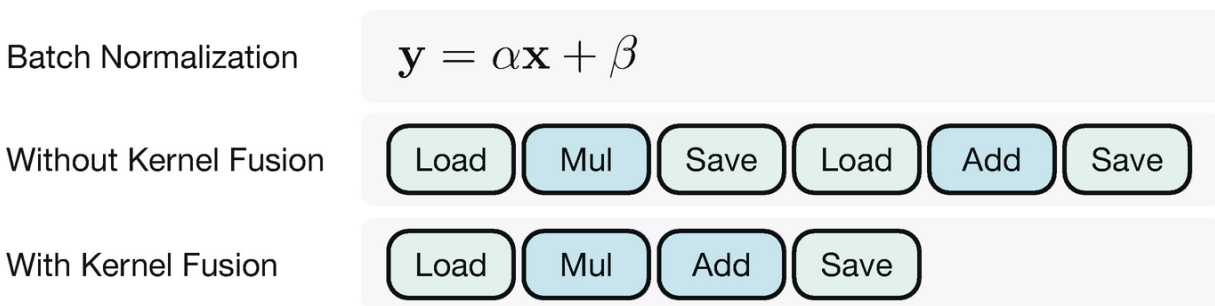 Batch Normalization y = αx + β
Without Kernel Fusion Load Mul Save Load Add Save
With Kernel Fusion Load Mul Add Save